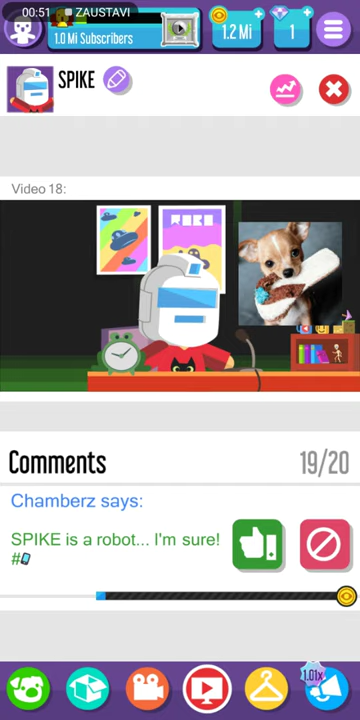 00:51 ZAUSTAVI
1.0 Mi Subscribers
1.2 Mi
1
SPIKE
Video 18:
ROBO
Comments 19/20
Chamberz says:
SPIKE is a robot... I'm sure!
#
1.01x